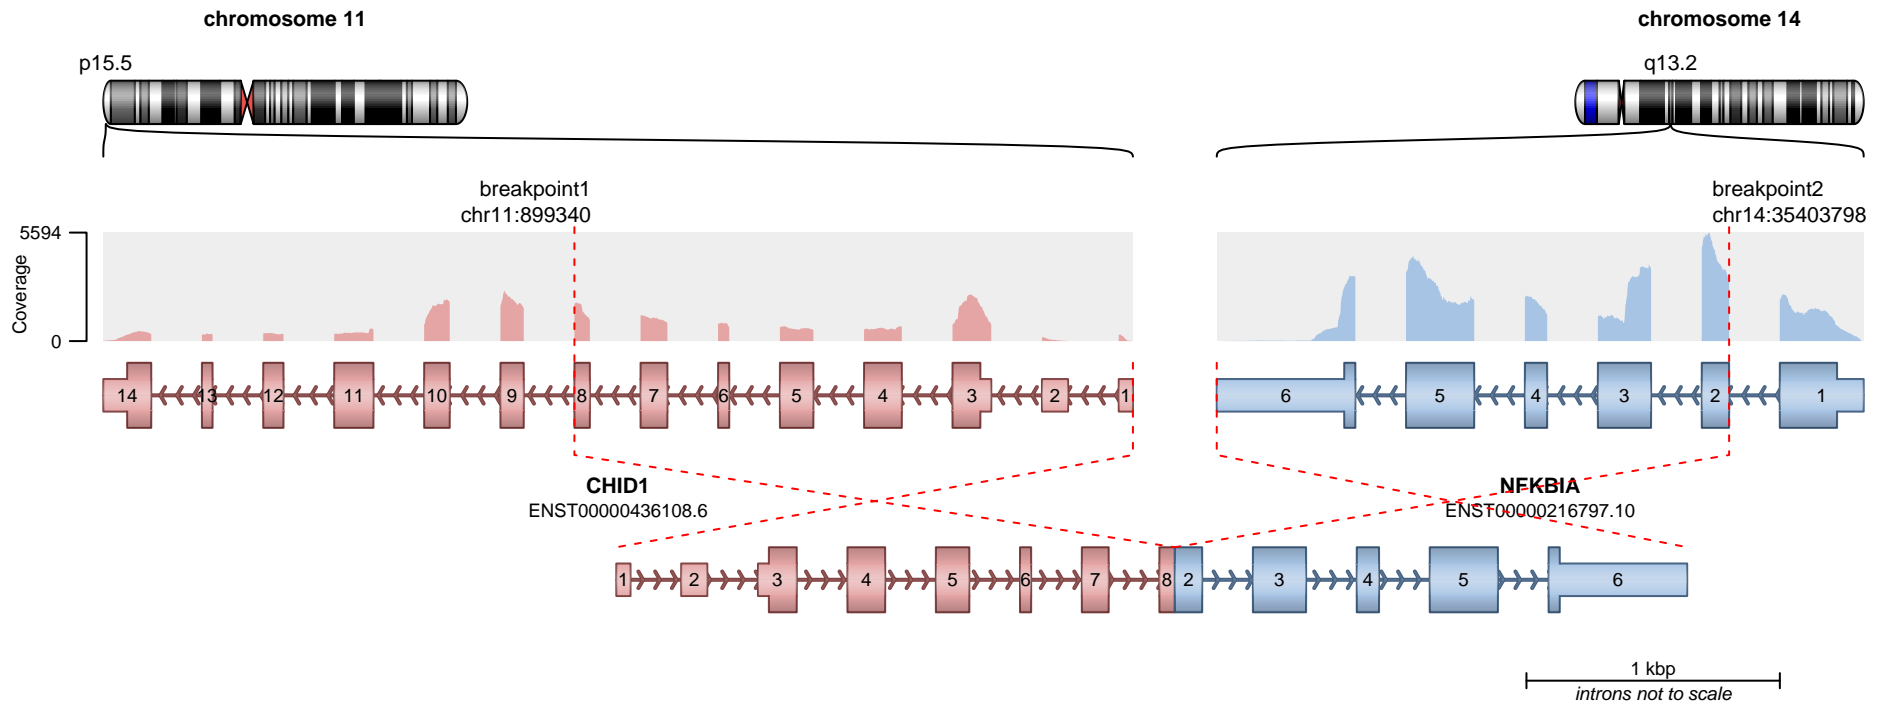 chromosome 11
chromosome 14
p15.5
q13.2
breakpoint1
chr11:899340
breakpoint2
chr14:35403798
5594
Coverage
0
14 13 12 11 10 9 8 7 6 5 4 3 2 1
6 5 4 3 2 1
CHID1
ENST00000436108.6
NFKBIA
ENST00000216797.10
1 2 3 4 5 6 7 8 2 3 4 5 6
1 kbp
introns not to scale